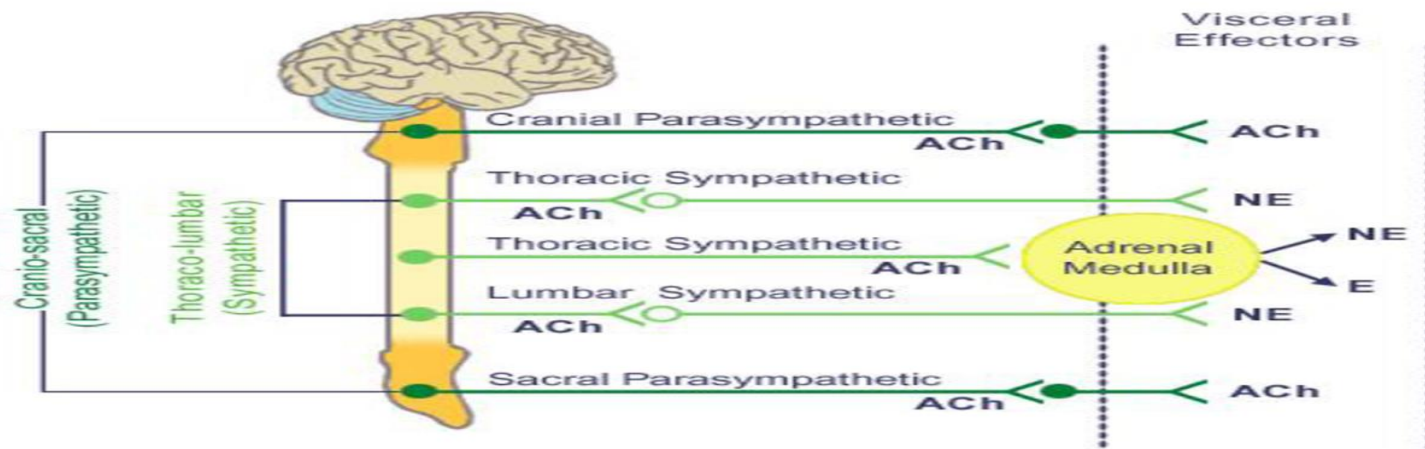 Visceral
Effectors
Cranial Parasympathetic
ACh
ACh
Thoracic Sympathetic
ACh
NE
Thoracic Sympathetic
ACh
Adrenal
Medulla
NE
E
Lumbar Sympathetic
ACh
NE
Sacral Parasympathetic
ACh
ACh
Cranio-sacral
(Parasympathetic)
Thoraco-lumbar
(Sympathetic)